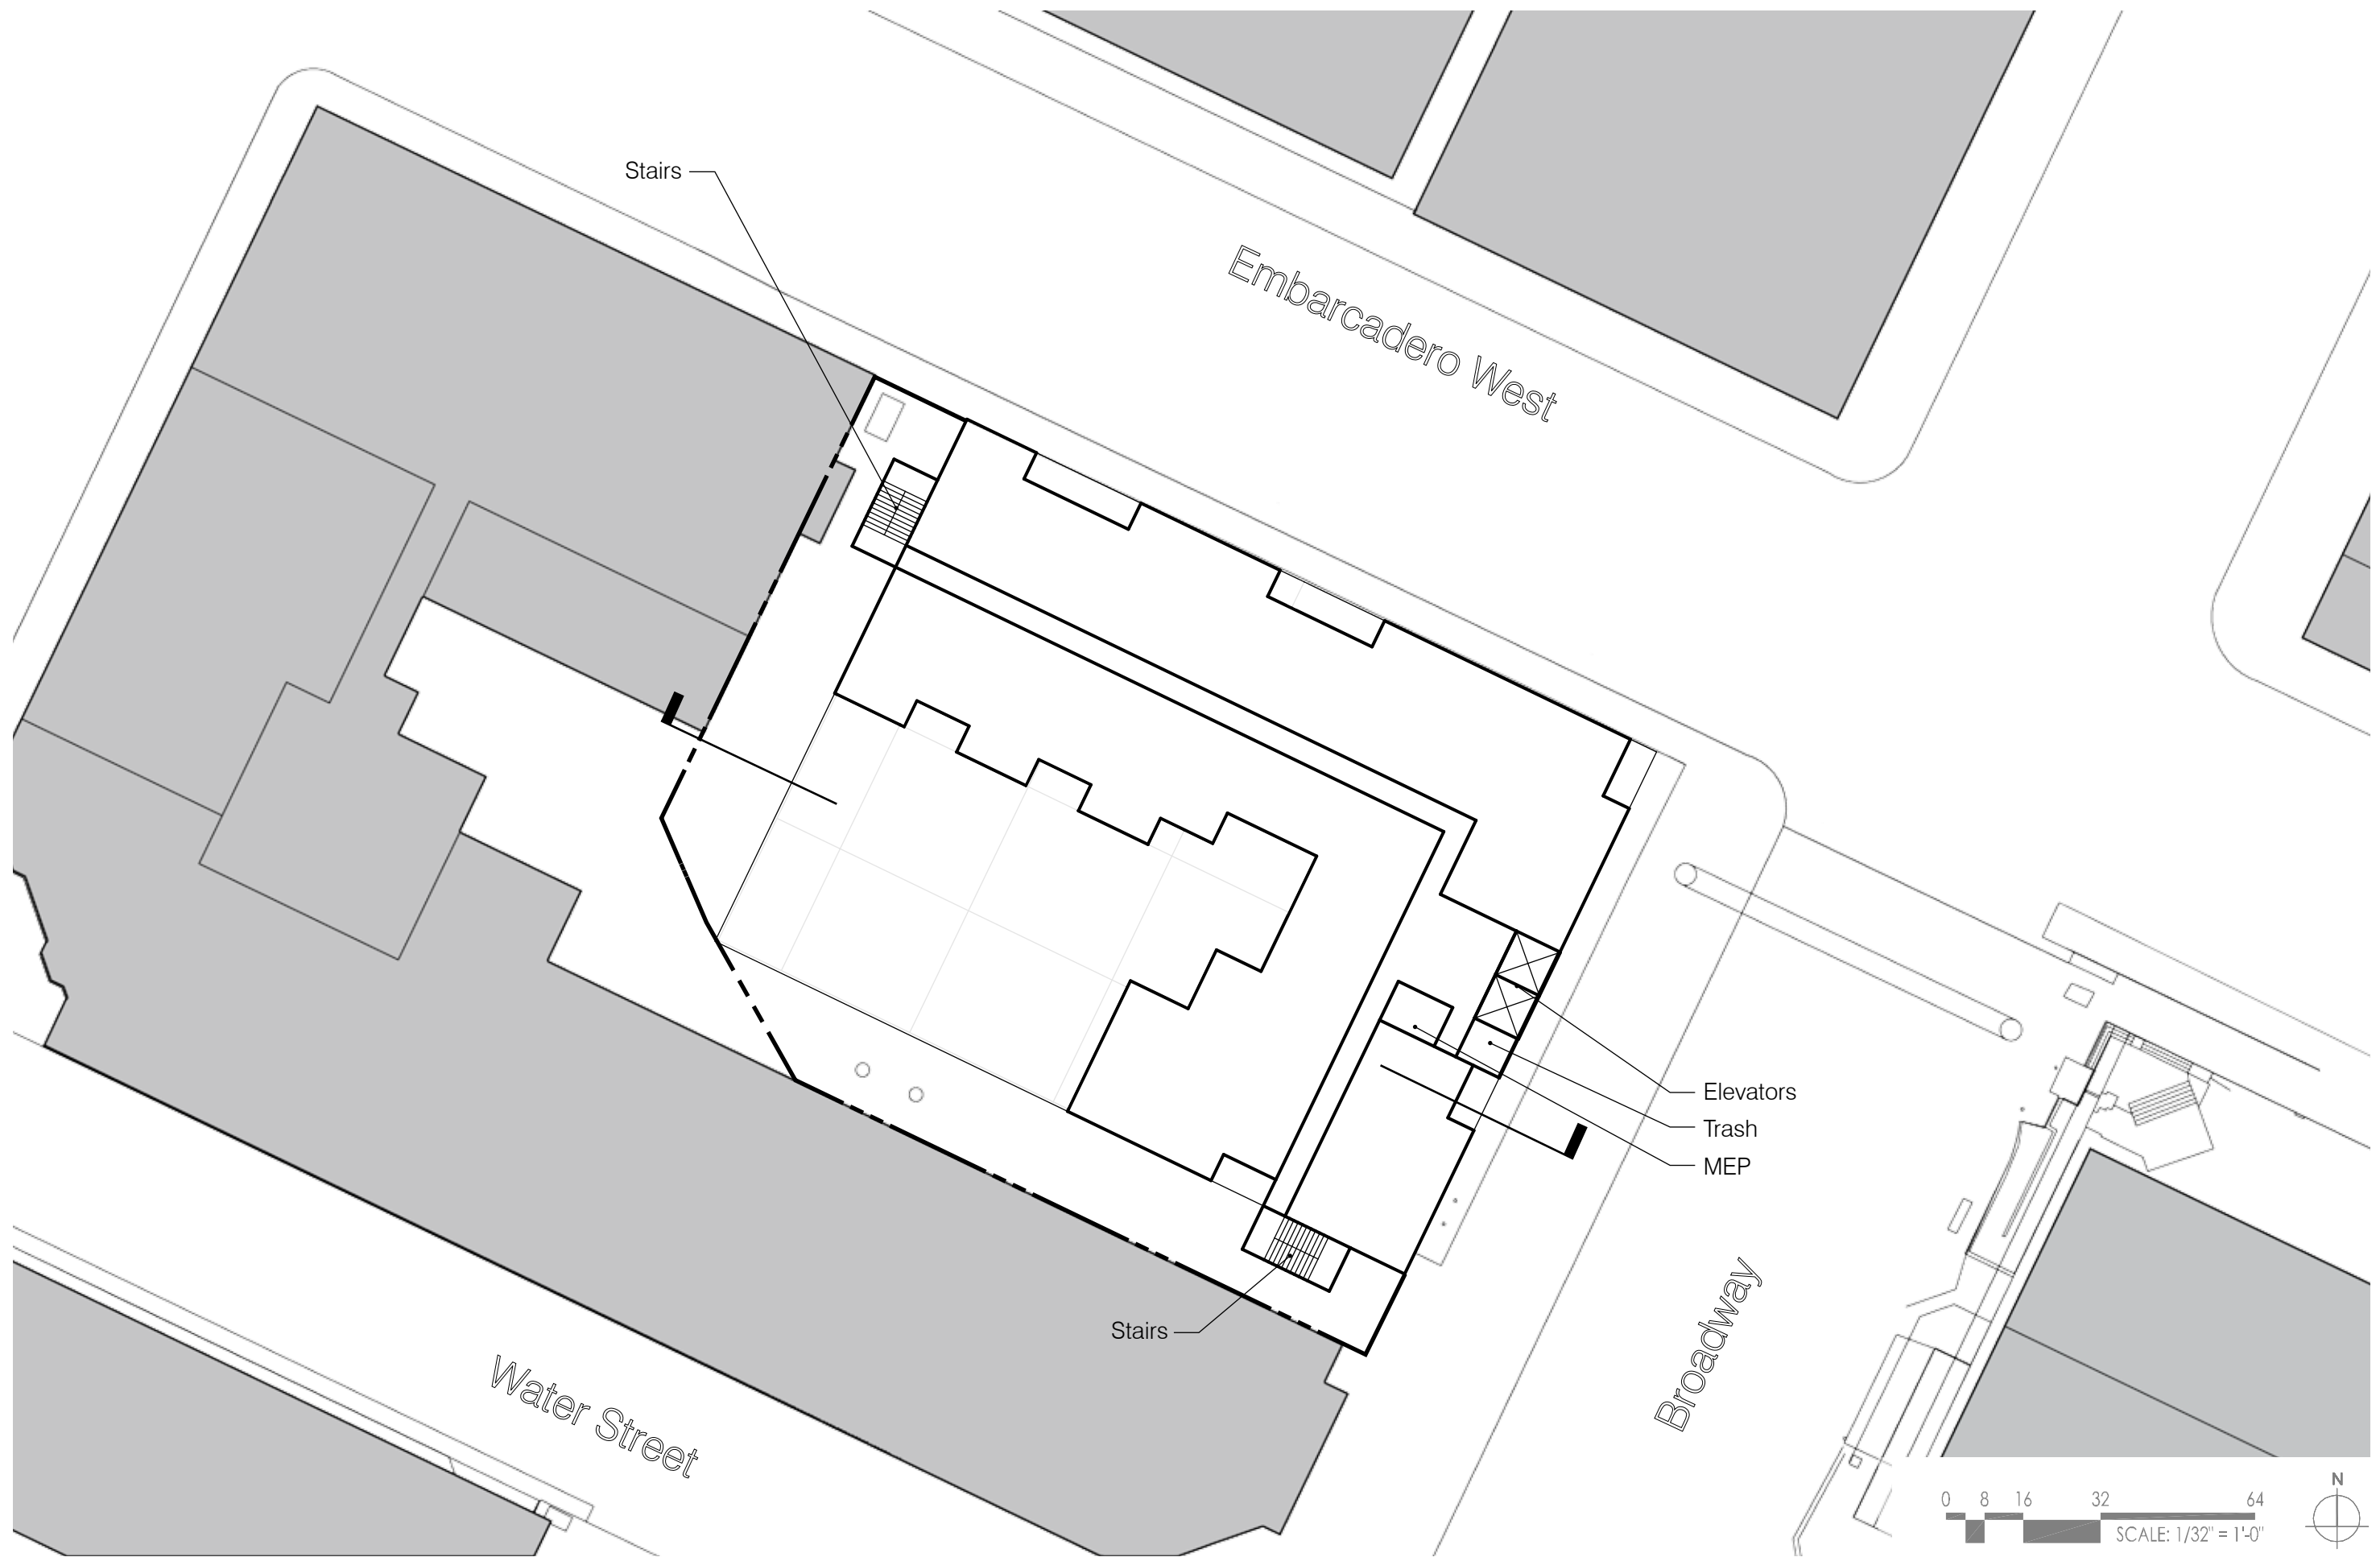 Stairs
Embarcadero West
Elevators
Trash
MEP
Stairs
Broadway
Water Street
N
0 8 16 32 64
SCALE: 1/32" = 1'-0"